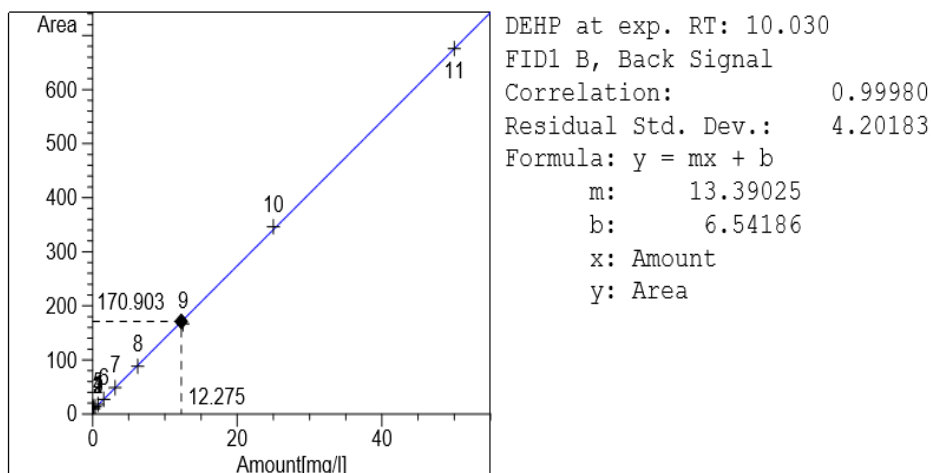 Area
600
500
400
300
200
100
0
0
20
40
Amount[mg/l]
170.903
12.275
6
7
8
9
10
11
DEHP at exp. RT: 10.030
FID1 B, Back Signal
Correlation: 0.99980
Residual Std. Dev.: 4.20183
Formula: y = mx + b
m: 13.39025
b: 6.54186
x: Amount
y: Area